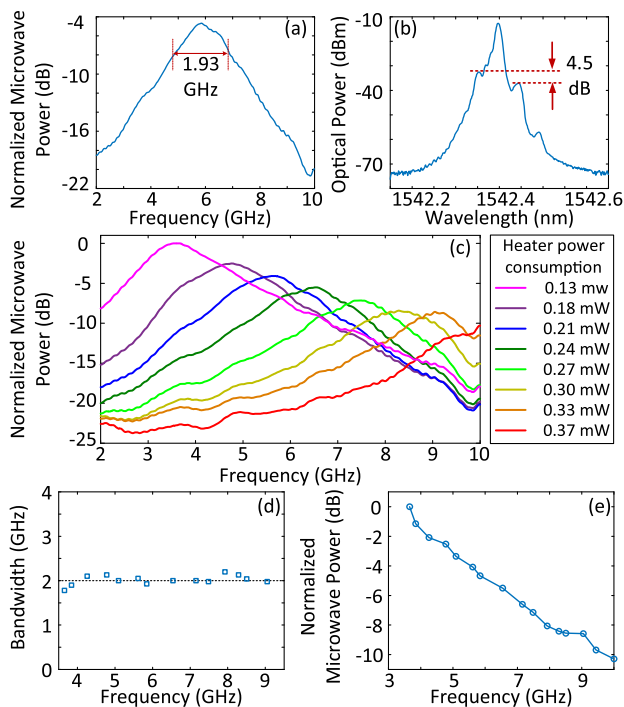 (a)
Normalized Microwave
Power (dB)
-4
-10
-16
-22
1.93
GHz
2 4 6 8 10
Frequency (GHz)
(b)
Optical Power (dBm)
-10
-40
-70
4.5
dB
1542.2 1542.4 1542.6
Wavelength (nm)
(c)
Normalized Microwave
Power (dB)
0
-5
-10
-15
-20
-25
2 3 4 5 6 7 8 9 10
Frequency (GHz)
Heater power
consumption
0.13 mw
0.18 mW
0.21 mW
0.24 mW
0.27 mW
0.30 mW
0.33 mW
0.37 mW
(d)
Bandwidth (GHz)
4
3
2
1
0
4 5 6 7 8 9
Frequency (GHz)
(e)
Normalized
Microwave Power (dB)
0
-2
-4
-6
-8
-10
3 4 5 6 7 8 9 10
Frequency (GHz)